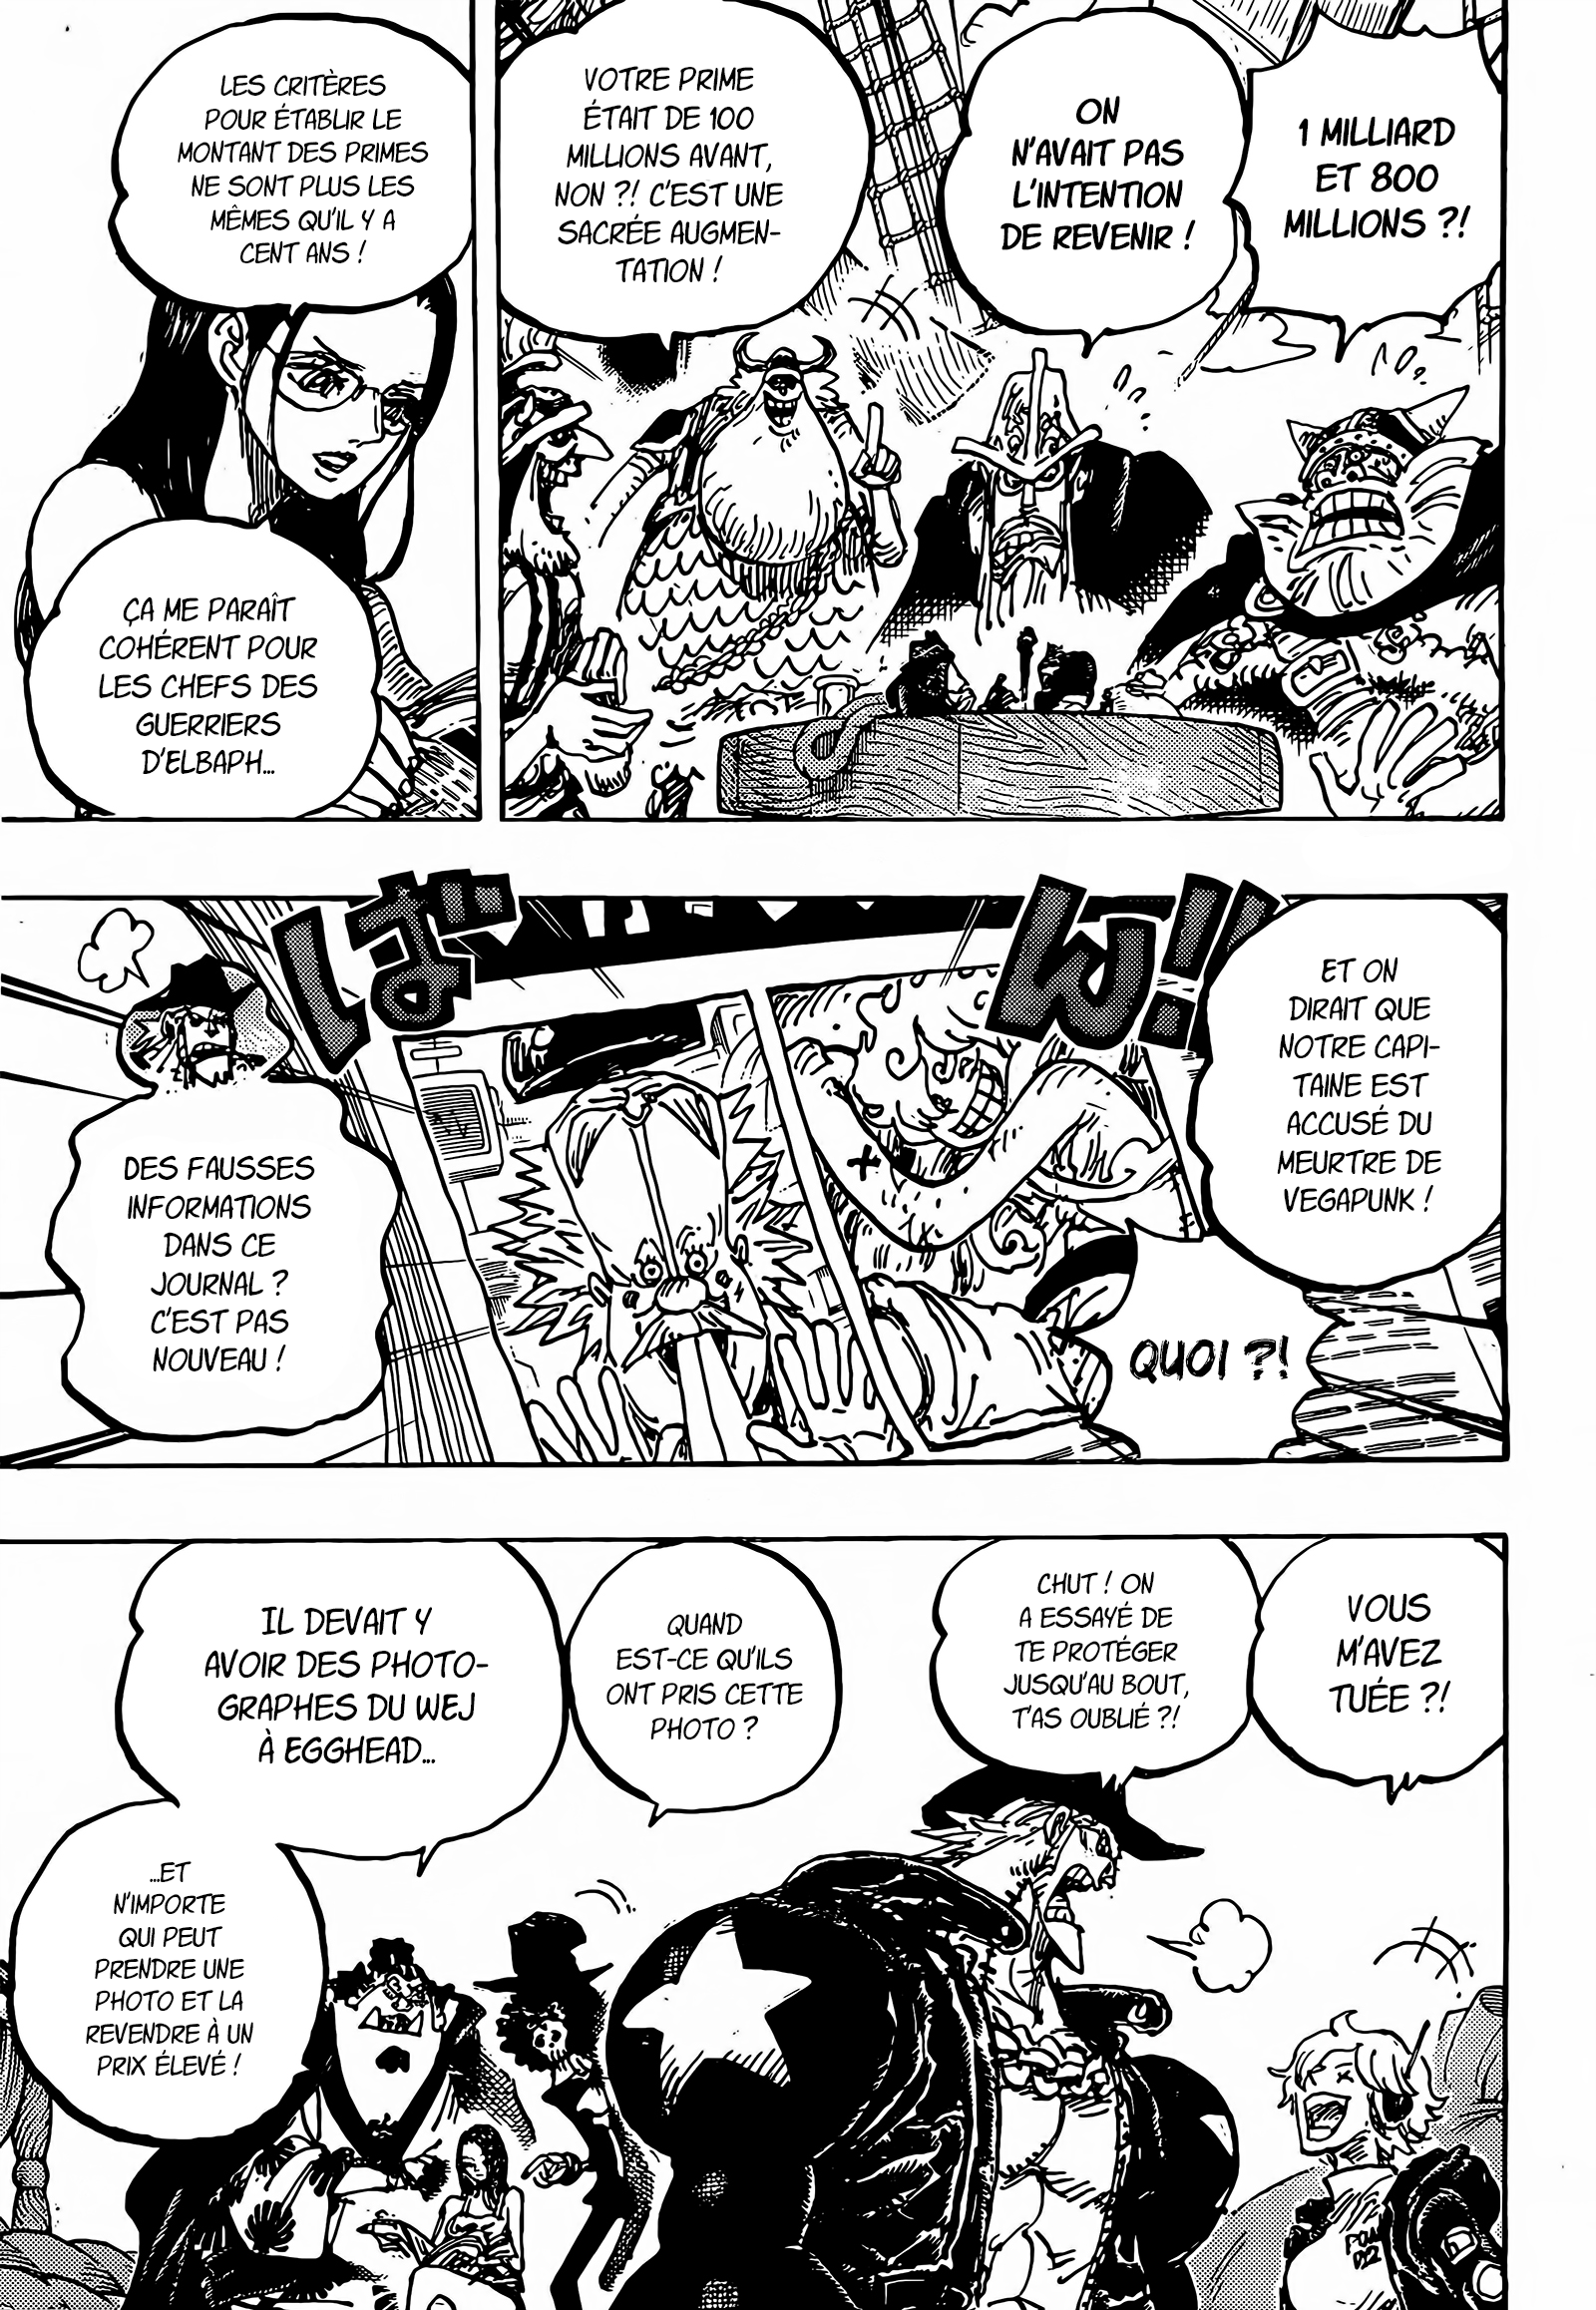 1 MILLIARD
ET 800
MILLIONS ?!
ON
N'AVAIT PAS
L'INTENTION
DE REVENIR !
VOTRE PRIME
ÉTAIT DE 100
MILLIONS AVANT,
NON ?! C'EST UNE
SACRÉE AUGMEN-
TATION !
LES CRITÈRES
POUR ÉTABLIR LE
MONTANT DES PRIMES
NE SONT PLUS LES
MÊMES QU'IL Y A
CENT ANS !
ÇA ME PARAÎT
COHÉRENT POUR
LES CHEFS DES
GUERRIERS
D'ELBAPH...
ET ON
DIRAIT QUE
NOTRE CAPI-
TAINE EST
ACCUSÉ DU
MEURTRE DE
VEGAPUNK !
ばん!!
QUOI ?!
DES FAUSSES
INFORMATIONS
DANS CE
JOURNAL ?
C'EST PAS
NOUVEAU !
VOUS
M'AVEZ
TUÉE ?!
CHUT ! ON
A ESSAYÉ DE
TE PROTÉGER
JUSQU'AU BOUT,
T'AS OUBLIÉ ?!
QUAND
EST-CE QU'ILS
ONT PRIS CETTE
PHOTO ?
IL DEVAIT Y
AVOIR DES PHOTO-
GRAPHES DU WEJ
À EGGHEAD...
...ET
N'IMPORTE
QUI PEUT
PRENDRE UNE
PHOTO ET LA
REVENDRE À UN
PRIX ÉLEVÉ !